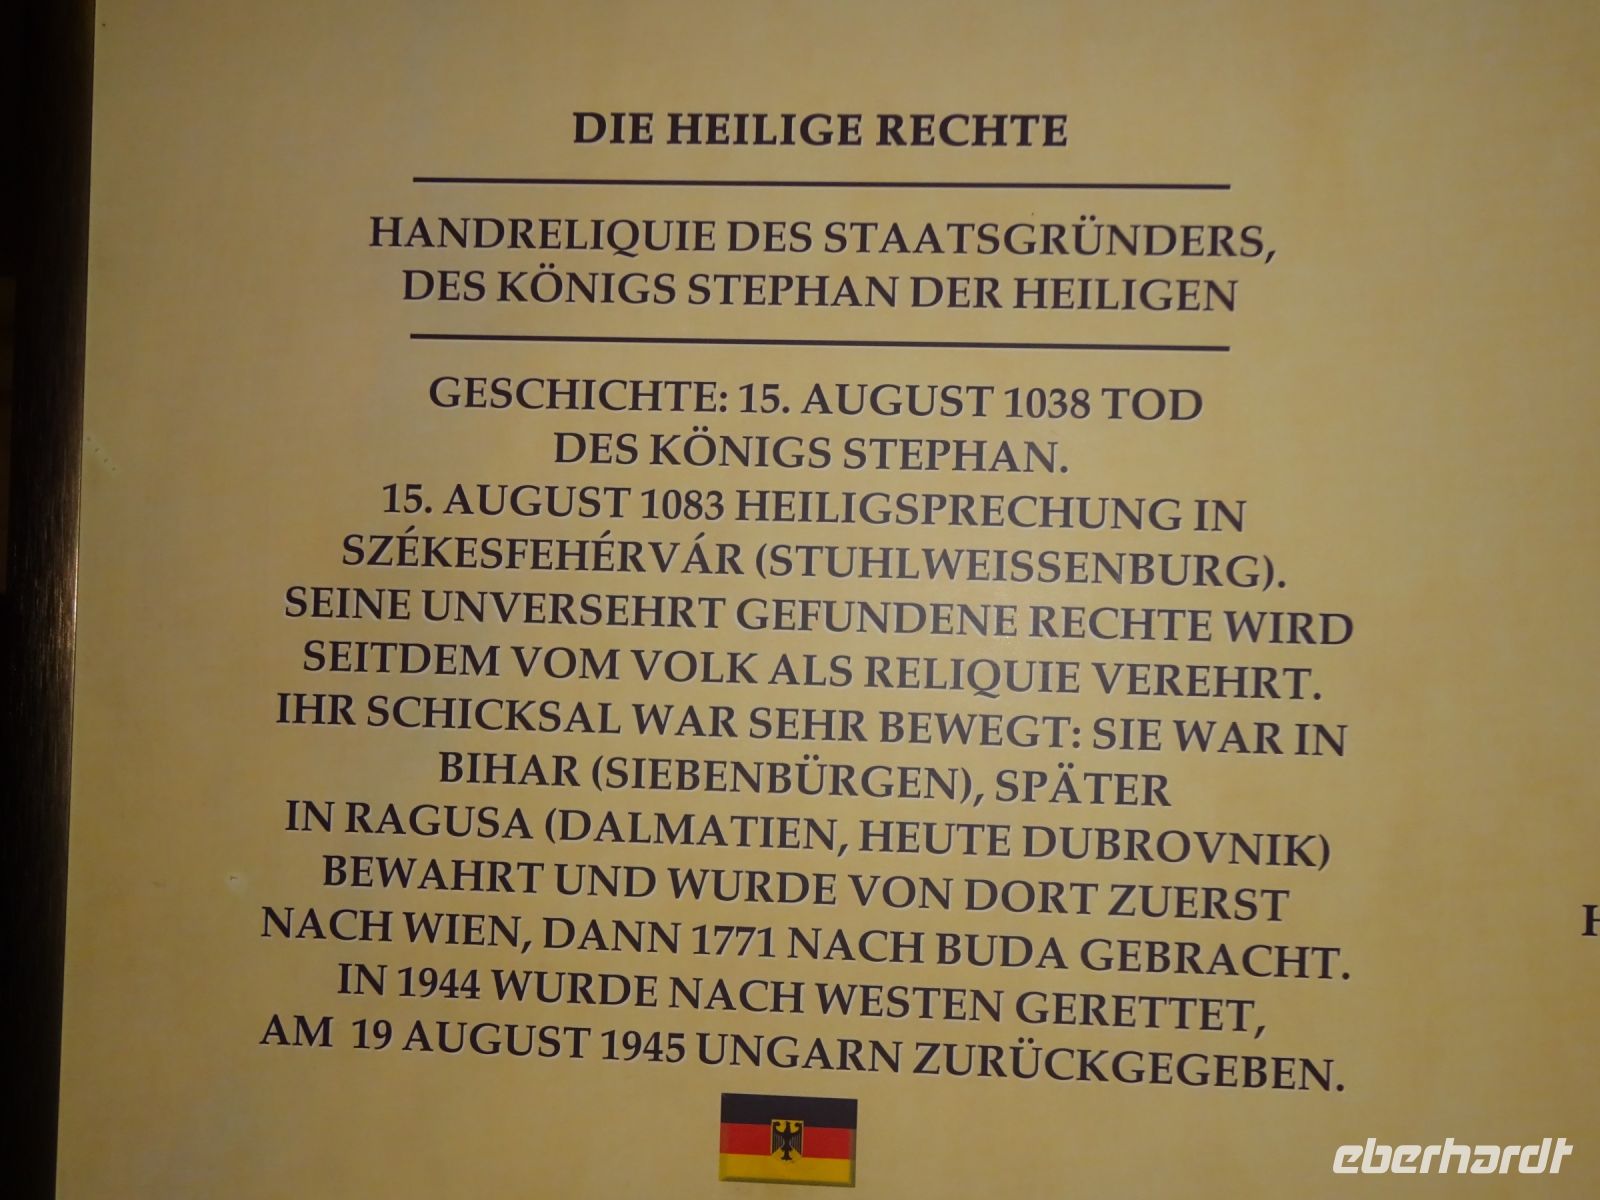 DIE HEILIGE RECHTE
HANDRELIQUIE DES STAATSGRÜNDERS,
DES KÖNIGS STEPHAN DER HEILIGEN
GESCHICHTE: 15. AUGUST 1038 TOD
DES KÖNIGS STEPHAN.
15. AUGUST 1083 HEILIGSPRECHUNG IN
SZÉKESFEHÉRVÁR (STUHLWEISSENBURG).
SEINE UNVERSEHRT GEFUNDENE RECHTE WIRD
SEITDEM VOM VOLK ALS RELIQUIE VEREHRT.
IHR SCHICKSAL WAR SEHR BEWEGT: SIE WAR IN
BIHAR (SIEBENBÜRGEN), SPÄTER
IN RAGUSA (DALMATIEN, HEUTE DUBROVNIK)
BEWAHRT UND WURDE VON DORT ZUERST
NACH WIEN, DANN 1771 NACH BUDA GEBRACHT.
IN 1944 WURDE NACH WESTEN GERETTET,
AM 19 AUGUST 1945 UNGARN ZURÜCKGEGEBEN.
eberhardt